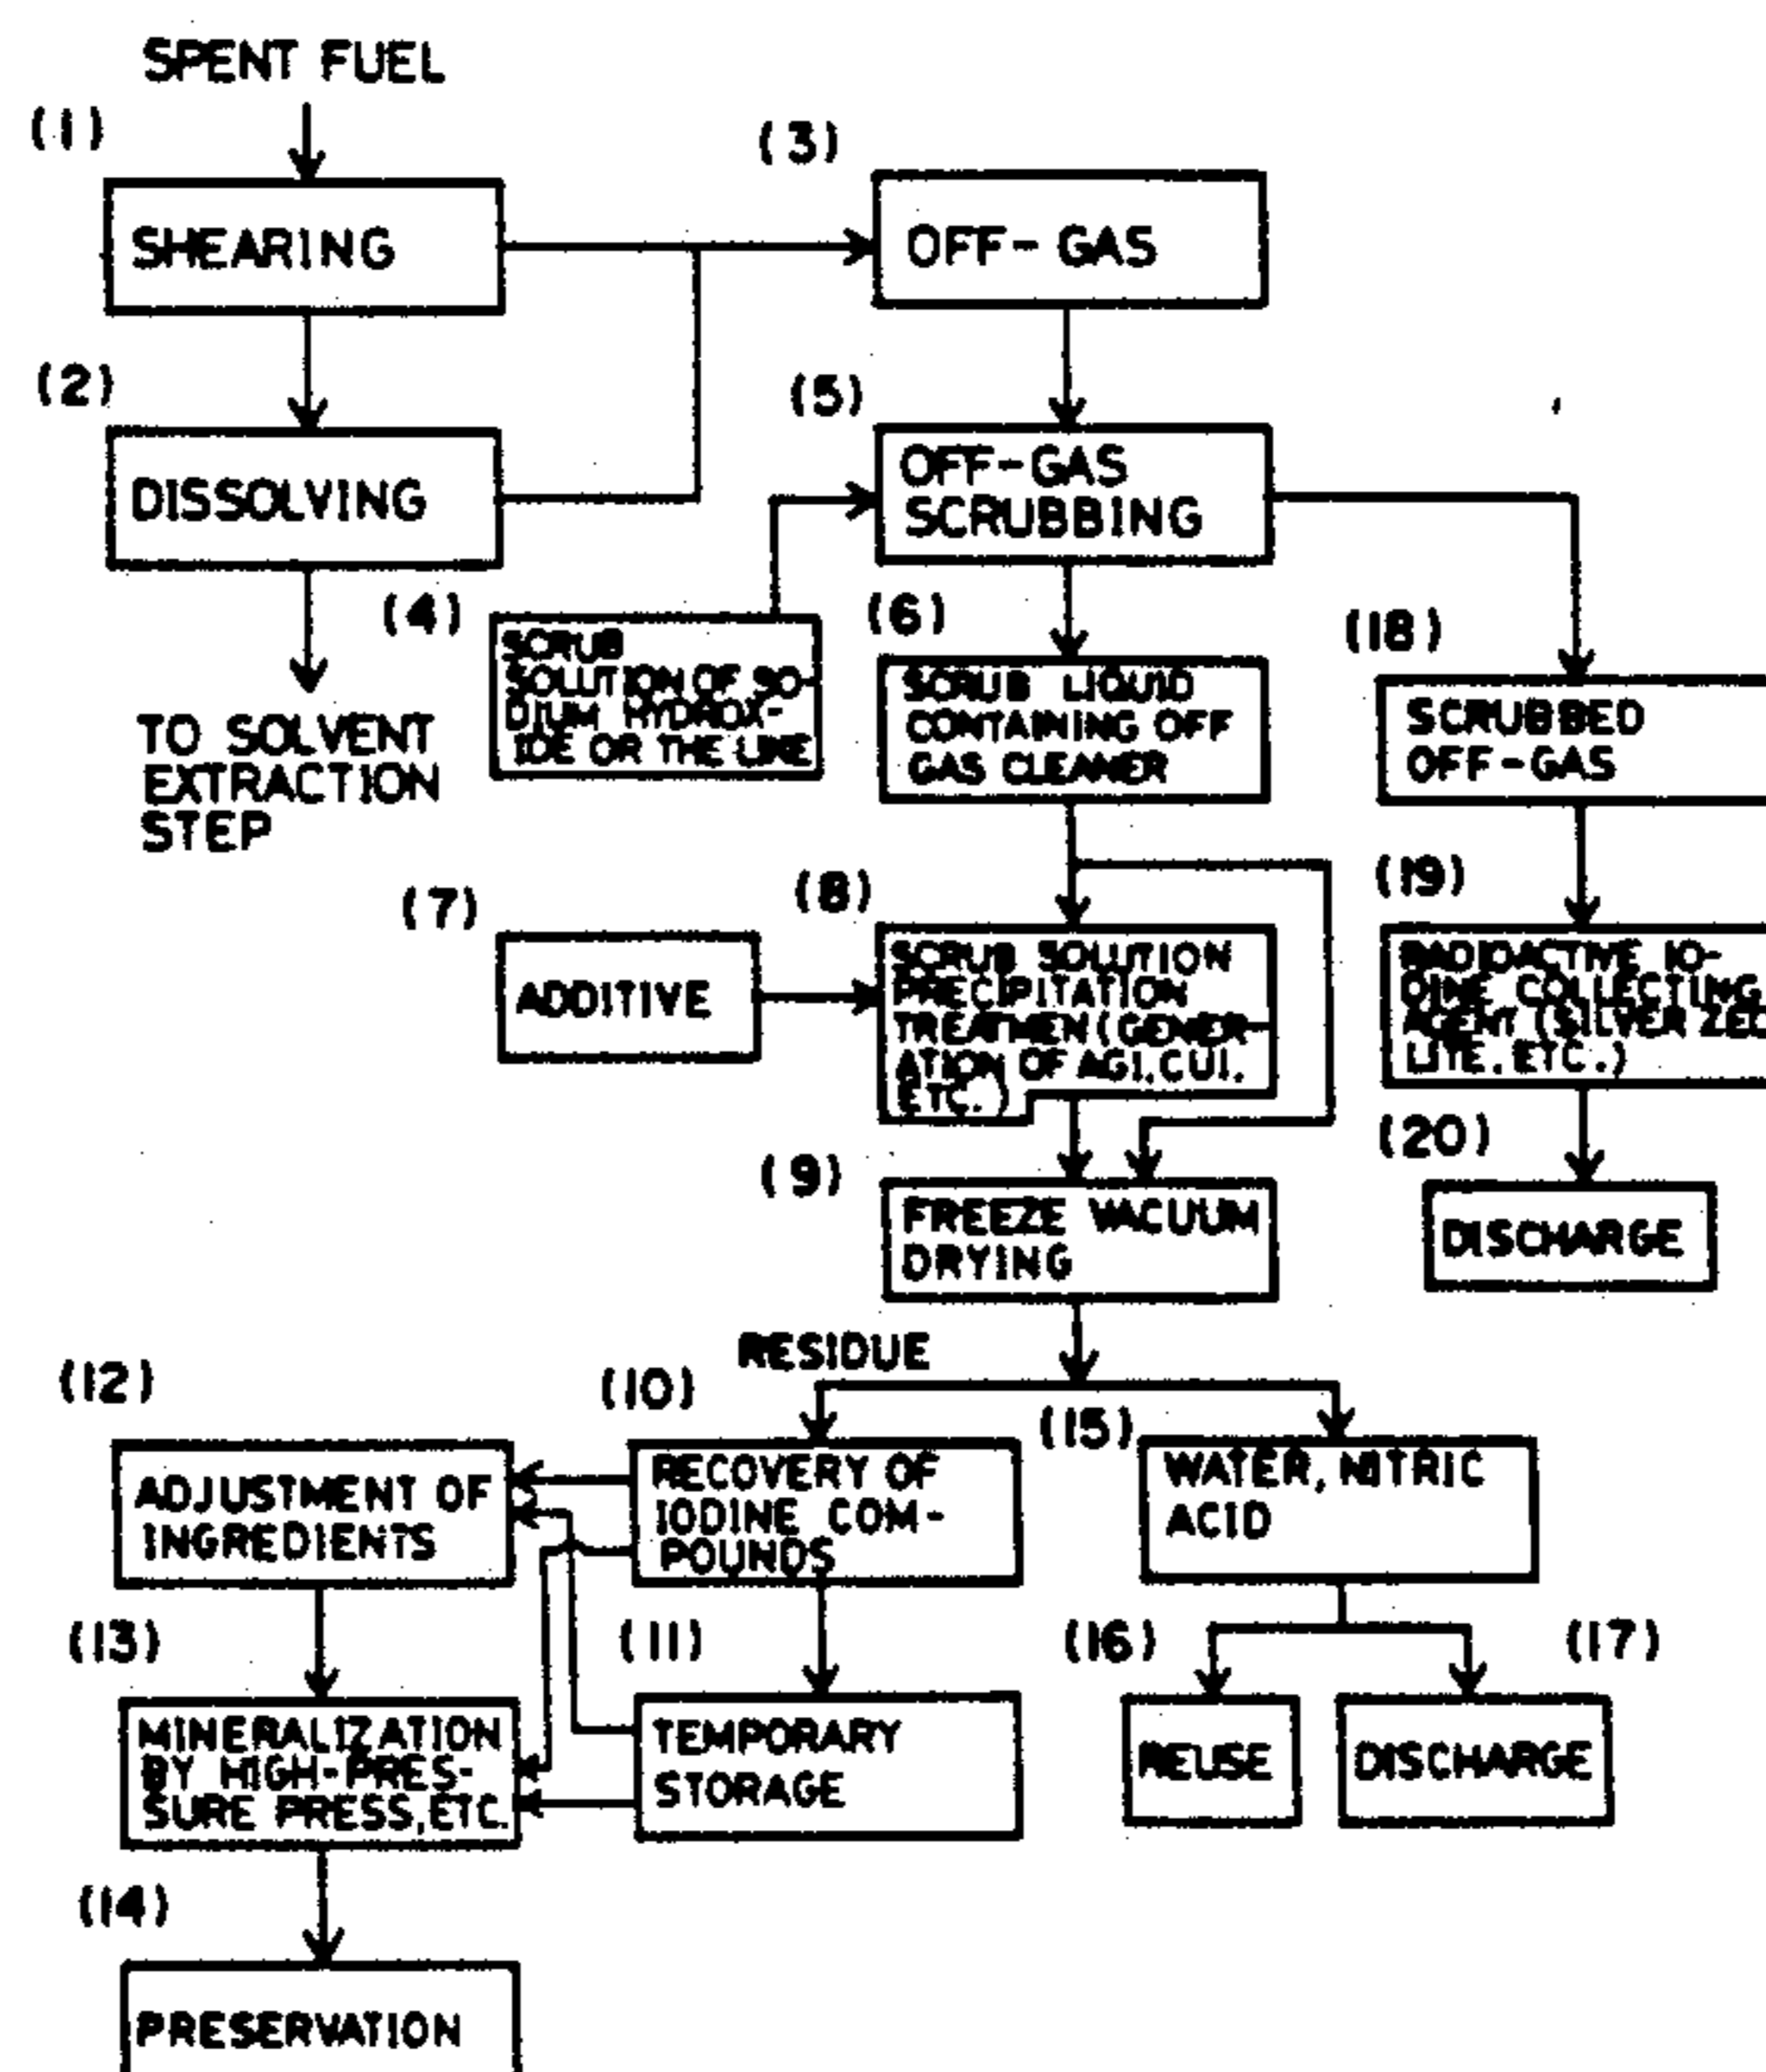 SPENT FUEL
(1)
SHEARING
(2)
DISSOLVING
TO SOLVENT
EXTRACTION
STEP
(3)
OFF-GAS
(4)
SCRUB
SOLUTION OF SO-
DIUM HYDROX-
IDE OR THE LIKE
(5)
OFF-GAS
SCRUBBING
(6)
SCRUB LIQUID
CONTAINING OFF
GAS CLEANER
(7)
ADDITIVE
(8)
SCRUB SOLUTION
PRECIPITATION
TREATMEN (GENER-
ATION OF AGI, CUI,
ETC.)
(9)
FREEZE VACUUM
DRYING
RESIDUE
(10)
RECOVERY OF
IODINE COM-
POUNDS
(11)
TEMPORARY
STORAGE
(12)
ADJUSTMENT OF
INGREDIENTS
(13)
MINERALIZATION
BY HIGH-PRES-
SURE PRESS, ETC.
(14)
PRESERVATION
(15)
WATER, NITRIC
ACID
(16)
REUSE
(17)
DISCHARGE
(18)
SCRUBBED
OFF-GAS
(19)
RADIOACTIVE IO-
DINE COLLECTING
AGENT (SILVER ZEO
LITE, ETC.)
(20)
DISCHARGE